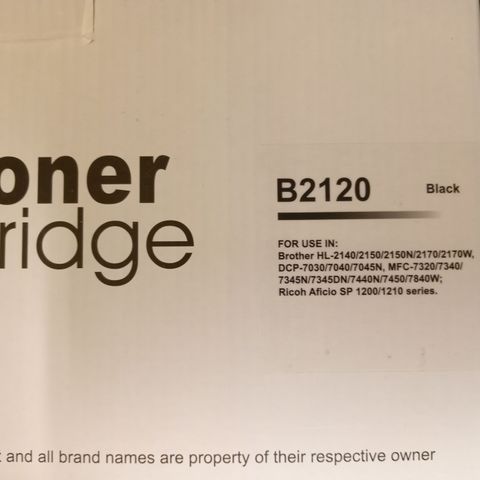 oner
ridge
B2120 Black
FOR USE IN:
Brother HL-2140/2150/2150N/2170/2170W,
DCP-7030/7040/7045N, MFC-7320/7340/
7345N/7345DN/7440N/7450/7840W;
Ricoh Aficio SP 1200/1210 series.
and all brand names are property of their respective owner